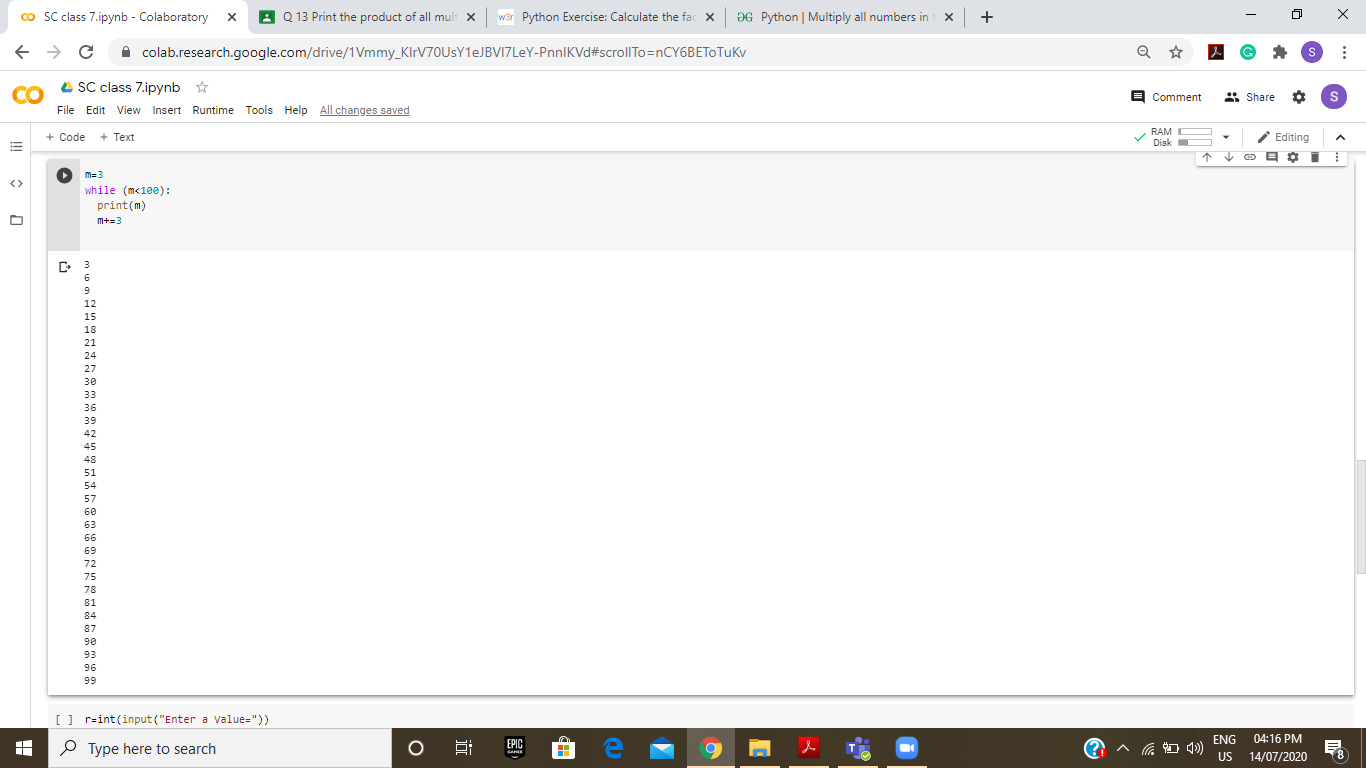 SC class 7.ipynb - Colaboratory
Q 13 Print the product of all mult
w3r Python Exercise: Calculate the fac
Python | Multiply all numbers in t
colab.research.google.com/drive/1Vmmy_KIrV70UsY1eJBVI7LeY-PnnIKVd#scrollTo=nCY6BEToTuKv
S
SC class 7.ipynb
File Edit View Insert Runtime Tools Help All changes saved
Comment Share S
+ Code + Text
RAM
Disk
Editing
m=3
while (m<100):
print(m)
m+=3
3
6
9
12
15
18
21
24
27
30
33
36
39
42
45
48
51
54
57
60
63
66
69
72
75
78
81
84
87
90
93
96
99
[ ] r=int(input("Enter a Value="))
Type here to search
EPIC
GAMES
ENG
US
04:16 PM
14/07/2020
8